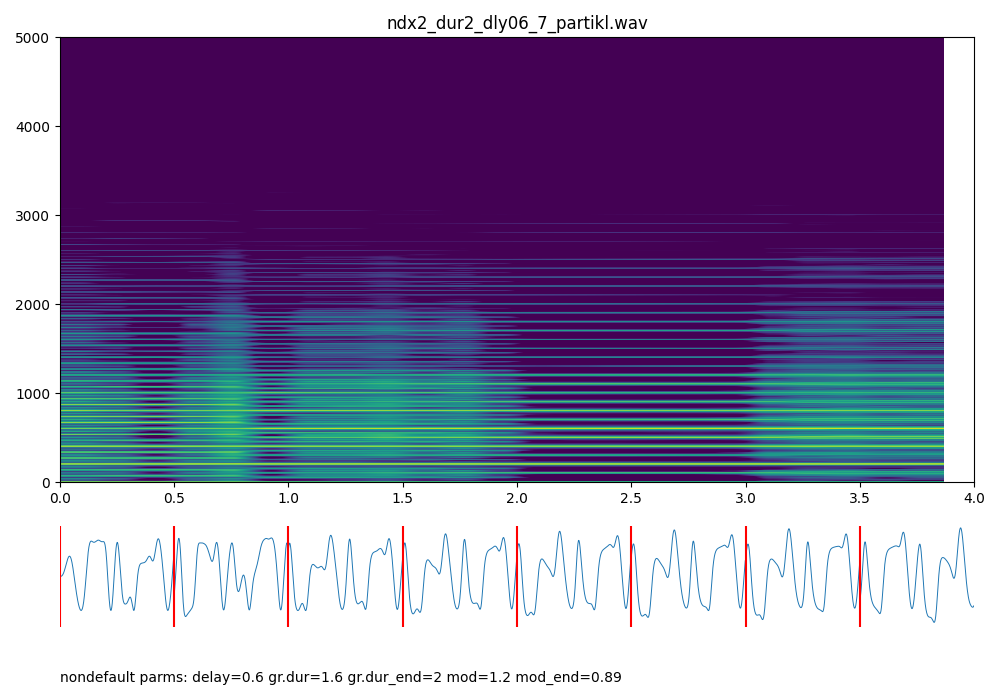 ndx2_dur2_dly06_7_partikl.wav
5000
4000
3000
2000
1000
0
0.0 0.5 1.0 1.5 2.0 2.5 3.0 3.5 4.0
nondefault parms: delay=0.6 gr.dur=1.6 gr.dur_end=2 mod=1.2 mod_end=0.89